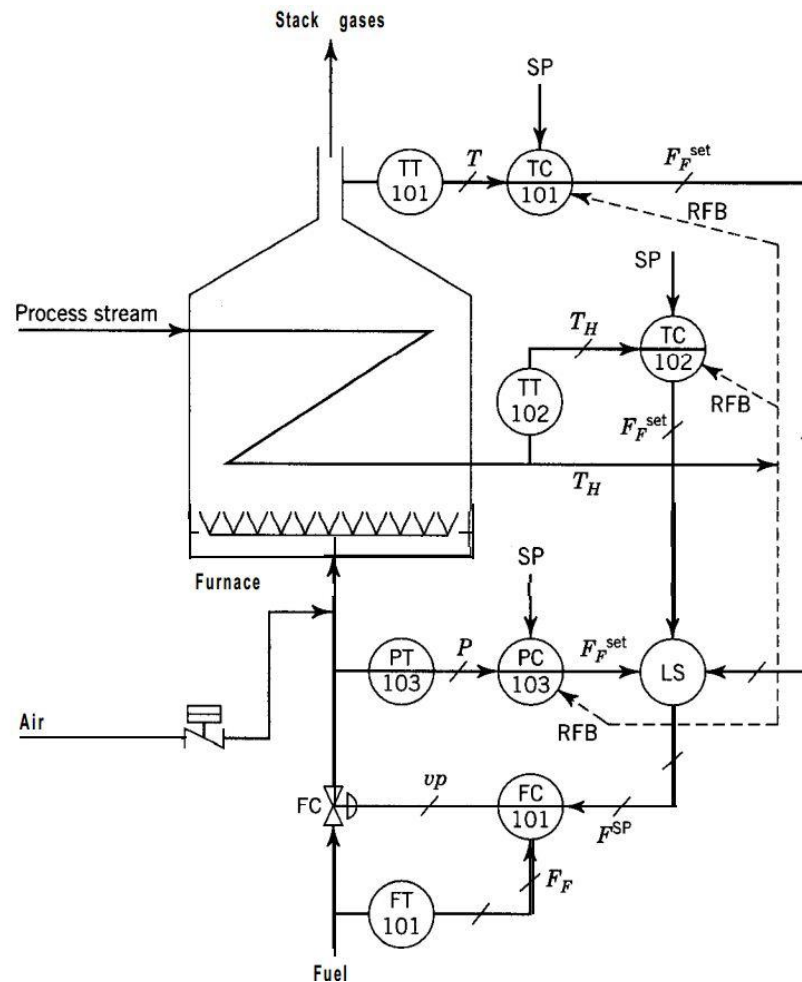 Stack gases
SP
TT
101
T
TC
101
F_F^set
RFB
SP
Process stream
T_H
TC
102
TT
102
RFB
F_F^set
T_H
SP
Furnace
PT
103
P
PC
103
F_F^set
LS
Air
RFB
FC
vp
FC
101
F^SP
FT
101
F_F
Fuel